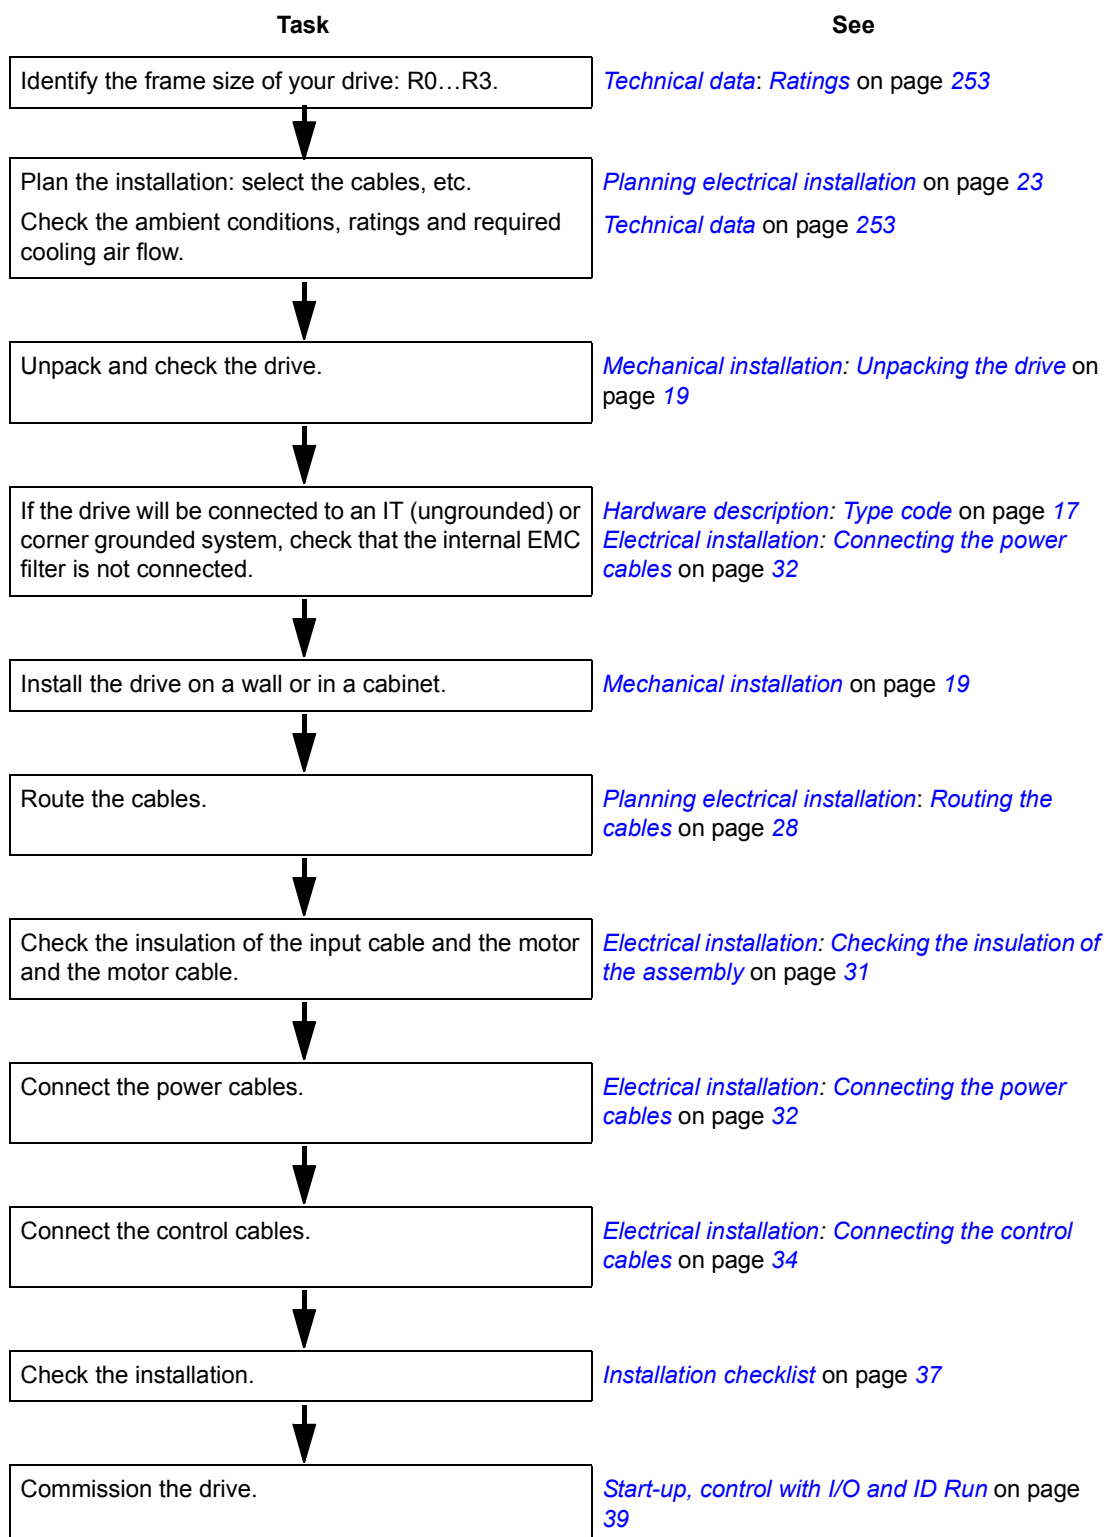 Task See
Identify the frame size of your drive: R0…R3. Technical data: Ratings on page 253
Plan the installation: select the cables, etc. Planning electrical installation on page 23
Check the ambient conditions, ratings and required Technical data on page 253
cooling air flow.
Unpack and check the drive. Mechanical installation: Unpacking the drive on
page 19
If the drive will be connected to an IT (ungrounded) or Hardware description: Type code on page 17
corner grounded system, check that the internal EMC Electrical installation: Connecting the power
filter is not connected. cables on page 32
Install the drive on a wall or in a cabinet. Mechanical installation on page 19
Route the cables. Planning electrical installation: Routing the
cables on page 28
Check the insulation of the input cable and the motor Electrical installation: Checking the insulation of
and the motor cable. the assembly on page 31
Connect the power cables. Electrical installation: Connecting the power
cables on page 32
Connect the control cables. Electrical installation: Connecting the control
cables on page 34
Check the installation. Installation checklist on page 37
Commission the drive. Start-up, control with I/O and ID Run on page
39